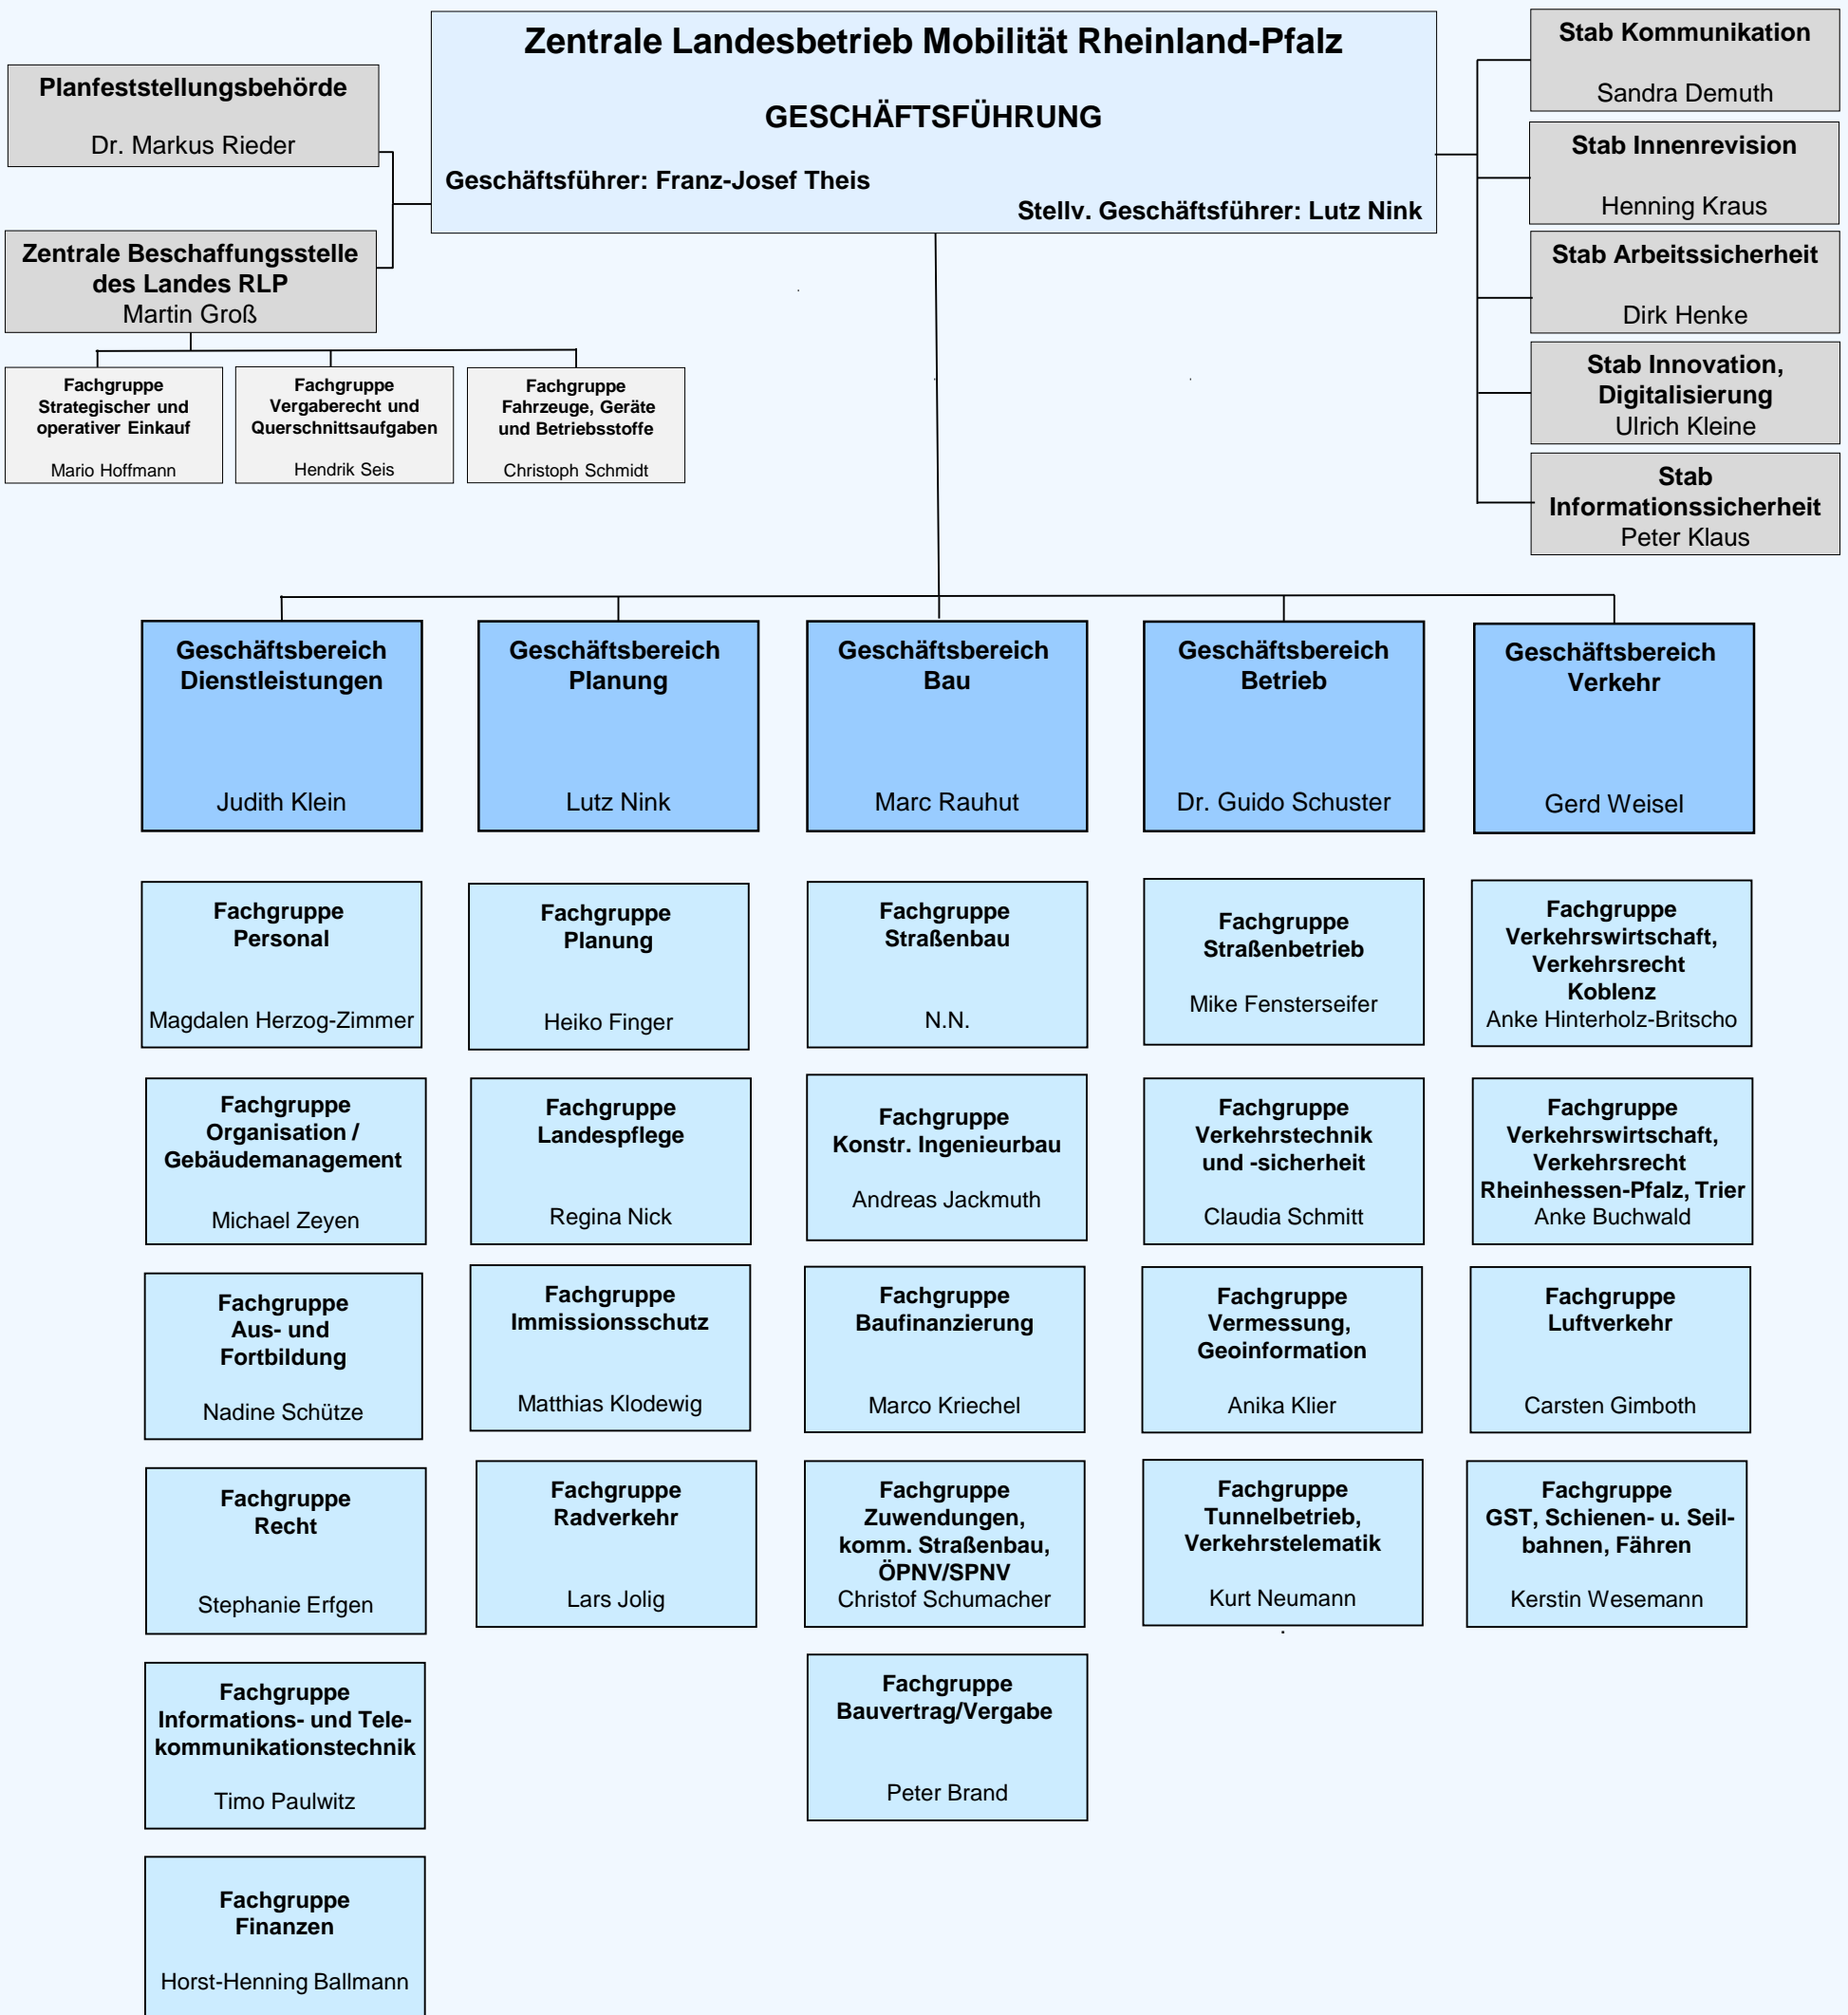 Zentrale Landesbetrieb Mobilität Rheinland-Pfalz
GESCHÄFTSFÜHRUNG
Geschäftsführer: Franz-Josef Theis
Stellv. Geschäftsführer: Lutz Nink
Planfeststellungsbehörde
Dr. Markus Rieder
Zentrale Beschaffungsstelle
des Landes RLP
Martin Groß
Fachgruppe
Strategischer und
operativer Einkauf
Mario Hoffmann
Fachgruppe
Vergaberecht und
Querschnittsaufgaben
Hendrik Seis
Fachgruppe
Fahrzeuge, Geräte
und Betriebsstoffe
Christoph Schmidt
Stab Kommunikation
Sandra Demuth
Stab Innenrevision
Henning Kraus
Stab Arbeitssicherheit
Dirk Henke
Stab Innovation,
Digitalisierung
Ulrich Kleine
Stab
Informationssicherheit
Peter Klaus
Geschäftsbereich
Dienstleistungen
Judith Klein
Fachgruppe
Personal
Magdalen Herzog-Zimmer
Fachgruppe
Organisation /
Gebäudemanagement
Michael Zeyen
Fachgruppe
Aus- und
Fortbildung
Nadine Schütze
Fachgruppe
Recht
Stephanie Erfgen
Fachgruppe
Informations- und Tele-
kommunikationstechnik
Timo Paulwitz
Fachgruppe
Finanzen
Horst-Henning Ballmann
Geschäftsbereich
Planung
Lutz Nink
Fachgruppe
Planung
Heiko Finger
Fachgruppe
Landespflege
Regina Nick
Fachgruppe
Immissionsschutz
Matthias Klodewig
Fachgruppe
Radverkehr
Lars Jolig
Geschäftsbereich
Bau
Marc Rauhut
Fachgruppe
Straßenbau
N.N.
Fachgruppe
Konstr. Ingenieurbau
Andreas Jackmuth
Fachgruppe
Baufinanzierung
Marco Kriechel
Fachgruppe
Zuwendungen,
komm. Straßenbau,
ÖPNV/SPNV
Christof Schumacher
Fachgruppe
Bauvertrag/Vergabe
Peter Brand
Geschäftsbereich
Betrieb
Dr. Guido Schuster
Fachgruppe
Straßenbetrieb
Mike Fensterseifer
Fachgruppe
Verkehrstechnik
und -sicherheit
Claudia Schmitt
Fachgruppe
Vermessung,
Geoinformation
Anika Klier
Fachgruppe
Tunnelbetrieb,
Verkehrstelematik
Kurt Neumann
Geschäftsbereich
Verkehr
Gerd Weisel
Fachgruppe
Verkehrswirtschaft,
Verkehrsrecht
Koblenz
Anke Hinterholz-Britscho
Fachgruppe
Verkehrswirtschaft,
Verkehrsrecht
Rheinhessen-Pfalz, Trier
Anke Buchwald
Fachgruppe
Luftverkehr
Carsten Gimboth
Fachgruppe
GST, Schienen- u. Seil-
bahnen, Fähren
Kerstin Wesemann